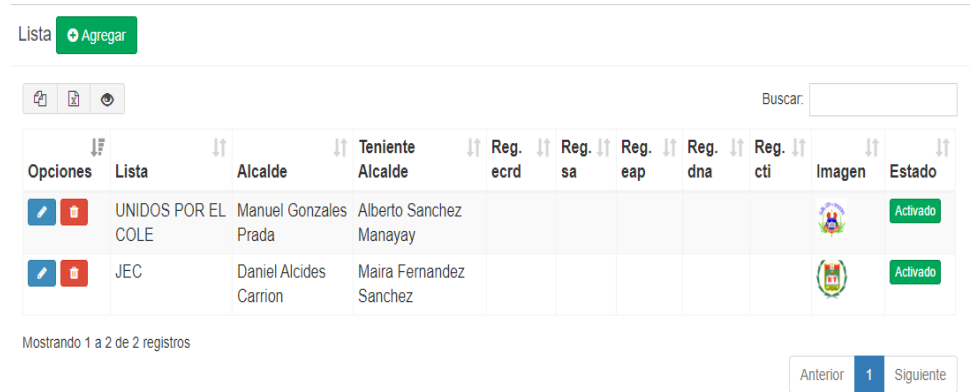 Lista Agregar
Buscar:
Opciones Lista Alcalde Teniente Alcalde Reg. ecrd Reg. sa Reg. eap Reg. dna Reg. cti Imagen Estado
UNIDOS POR EL COLE Manuel Gonzales Prada Alberto Sanchez Manayay Activado
JEC Daniel Alcides Carrion Maira Fernandez Sanchez Activado
Mostrando 1 a 2 de 2 registros
Anterior 1 Siguiente